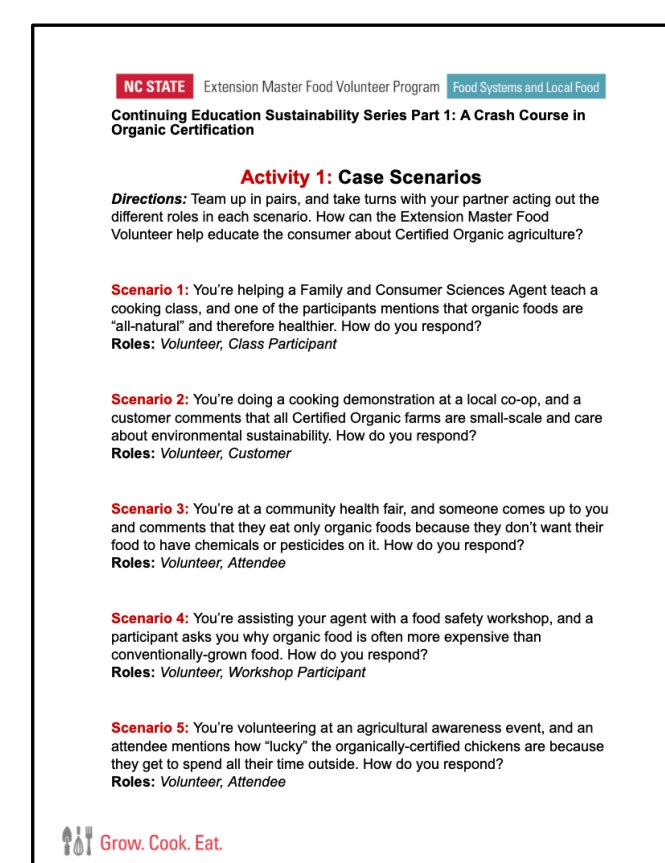 NC STATE Extension Master Food Volunteer Program Food Systems and Local Food
Continuing Education Sustainability Series Part 1: A Crash Course in
Organic Certification
Activity 1: Case Scenarios
Directions: Team up in pairs, and take turns with your partner acting out the
different roles in each scenario. How can the Extension Master Food
Volunteer help educate the consumer about Certified Organic agriculture?
Scenario 1: You’re helping a Family and Consumer Sciences Agent teach a
cooking class, and one of the participants mentions that organic foods are
“all-natural” and therefore healthier. How do you respond?
Roles: Volunteer, Class Participant
Scenario 2: You’re doing a cooking demonstration at a local co-op, and a
customer comments that all Certified Organic farms are small-scale and care
about environmental sustainability. How do you respond?
Roles: Volunteer, Customer
Scenario 3: You’re at a community health fair, and someone comes up to you
and comments that they eat only organic foods because they don’t want their
food to have chemicals or pesticides on it. How do you respond?
Roles: Volunteer, Attendee
Scenario 4: You’re assisting your agent with a food safety workshop, and a
participant asks you why organic food is often more expensive than
conventionally-grown food. How do you respond?
Roles: Volunteer, Workshop Participant
Scenario 5: You’re volunteering at an agricultural awareness event, and an
attendee mentions how “lucky” the organically-certified chickens are because
they get to spend all their time outside. How do you respond?
Roles: Volunteer, Attendee
Grow. Cook. Eat.